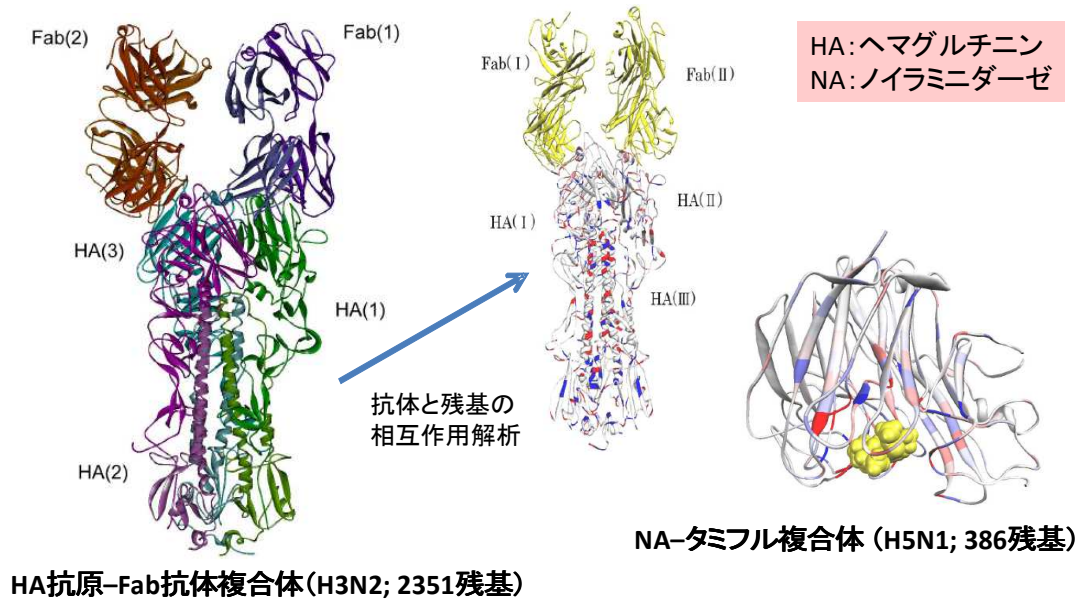 Fab(2)
Fab(1)
HA(3)
HA(1)
HA(2)
HA抗原–Fab抗体複合体(H3N2; 2351残基)
抗体と残基の
相互作用解析
Fab(I)
Fab(II)
HA(I)
HA(II)
HA(III)
HA:ヘマグルチニン
NA:ノイラミニダーゼ
NA–タミフル複合体 (H5N1; 386残基)